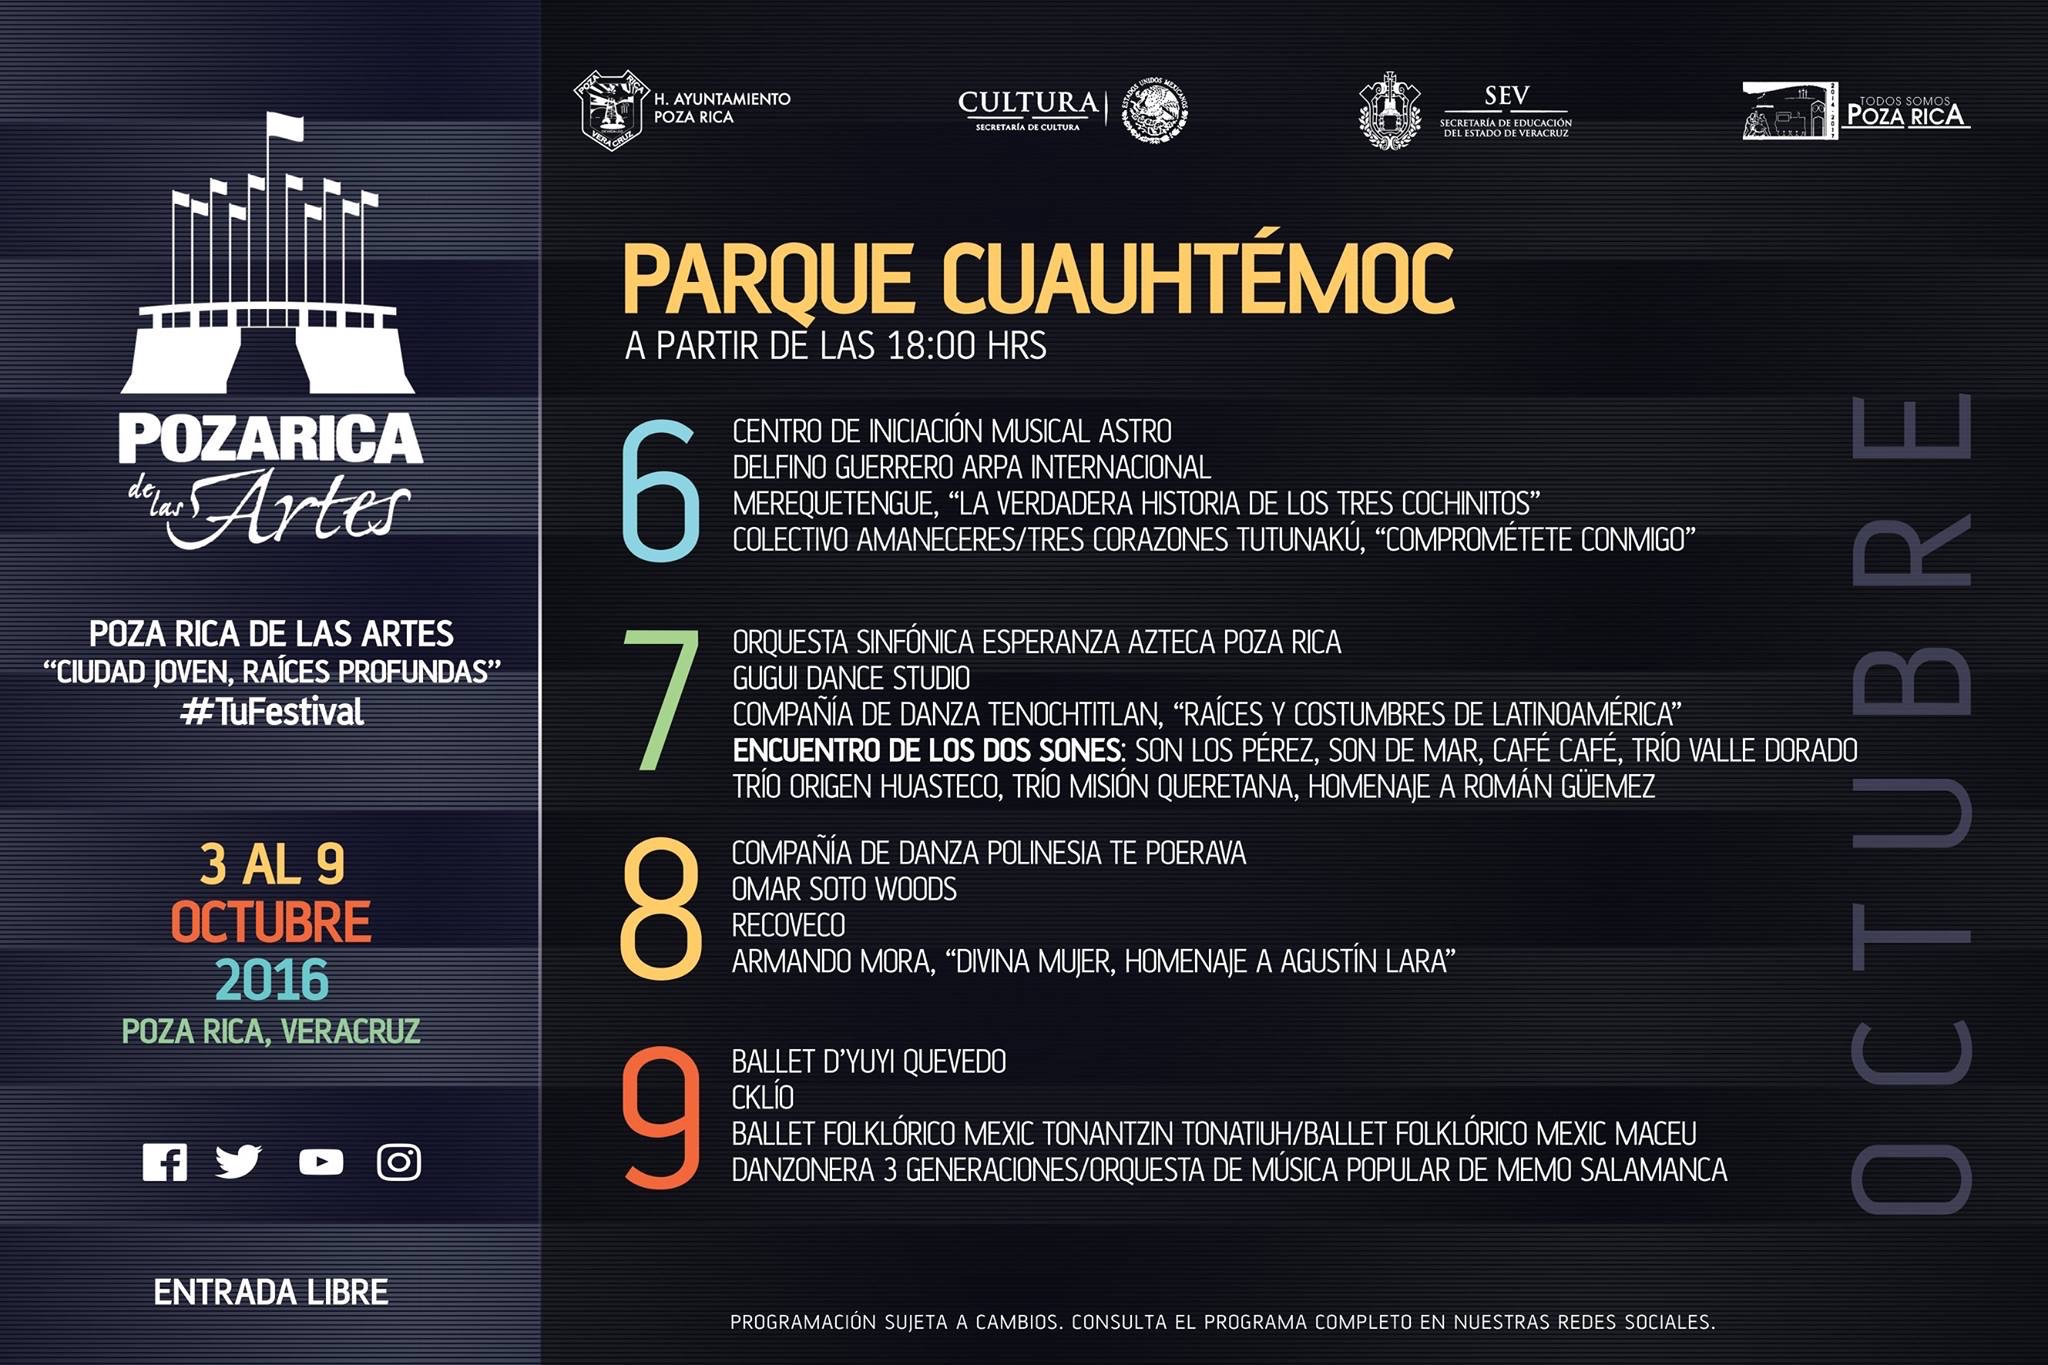 POZA RICA
VERACRUZ
H. AYUNTAMIENTO
POZA RICA
CULTURA
SECRETARÍA DE CULTURA
ESTADOS UNIDOS MEXICANOS
SEV
SECRETARÍA DE EDUCACIÓN
DEL ESTADO DE VERACRUZ
2014-2017
TODOS SOMOS
POZA RICA
POZARICA
de las Artes
POZA RICA DE LAS ARTES
“CIUDAD JOVEN, RAÍCES PROFUNDAS”
#TuFestival
3 AL 9
OCTUBRE
2016
POZA RICA, VERACRUZ
ENTRADA LIBRE
PARQUE CUAUHTÉMOC
A PARTIR DE LAS 18:00 HRS
6
CENTRO DE INICIACIÓN MUSICAL ASTRO
DELFINO GUERRERO ARPA INTERNACIONAL
MEREQUETENGUE, “LA VERDADERA HISTORIA DE LOS TRES COCHINITOS”
COLECTIVO AMANECERES/TRES CORAZONES TUTUNAKÚ, “COMPROMÉTETE CONMIGO”
7
ORQUESTA SINFÓNICA ESPERANZA AZTECA POZA RICA
GUGUI DANCE STUDIO
COMPAÑÍA DE DANZA TENOCHTITLAN, “RAÍCES Y COSTUMBRES DE LATINOAMÉRICA”
ENCUENTRO DE LOS DOS SONES: SON LOS PÉREZ, SON DE MAR, CAFÉ CAFÉ, TRÍO VALLE DORADO
TRÍO ORIGEN HUASTECO, TRÍO MISIÓN QUERETANA, HOMENAJE A ROMÁN GÜEMEZ
8
COMPAÑÍA DE DANZA POLINESIA TE POERAVA
OMAR SOTO WOODS
RECOVECO
ARMANDO MORA, “DIVINA MUJER, HOMENAJE A AGUSTÍN LARA”
9
BALLET D’YUYI QUEVEDO
CKLÍO
BALLET FOLKLÓRICO MEXIC TONANTZIN TONATIUH/BALLET FOLKLÓRICO MEXIC MACEU
DANZONERA 3 GENERACIONES/ORQUESTA DE MÚSICA POPULAR DE MEMO SALAMANCA
OCTUBRE
PROGRAMACIÓN SUJETA A CAMBIOS. CONSULTA EL PROGRAMA COMPLETO EN NUESTRAS REDES SOCIALES.